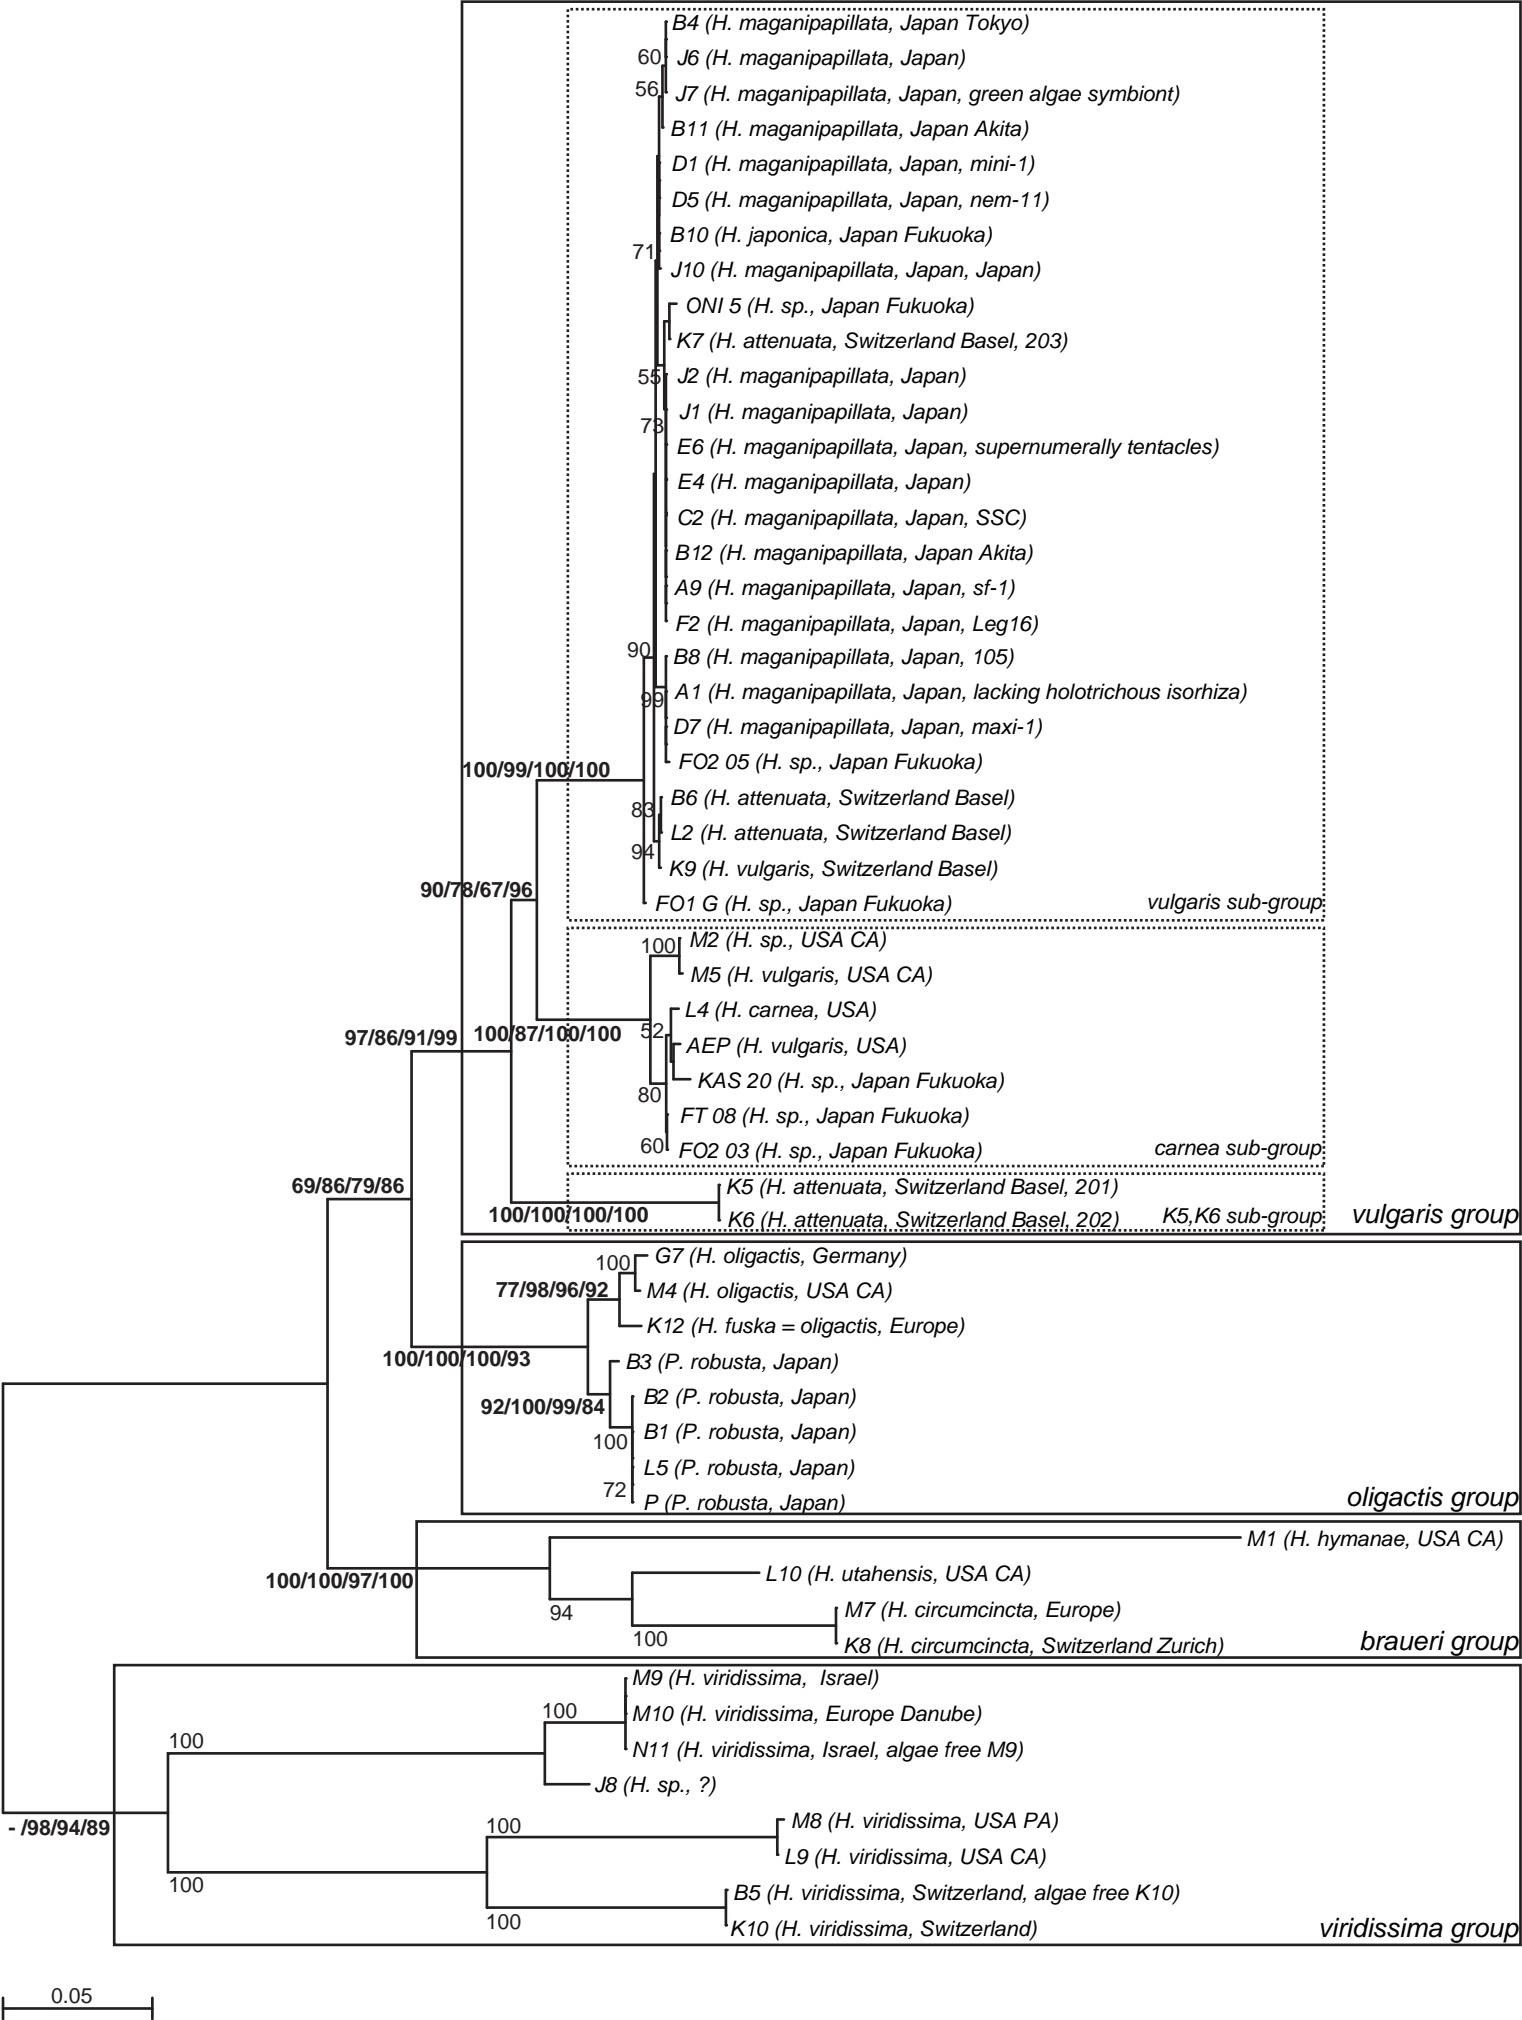 B4 (H. maganipapillata, Japan Tokyo)
60
J6 (H. maganipapillata, Japan)
56
J7 (H. maganipapillata, Japan, green algae symbiont)
B11 (H. maganipapillata, Japan Akita)
D1 (H. maganipapillata, Japan, mini-1)
D5 (H. maganipapillata, Japan, nem-11)
B10 (H. japonica, Japan Fukuoka)
71
J10 (H. maganipapillata, Japan, Japan)
ONI 5 (H. sp., Japan Fukuoka)
K7 (H. attenuata, Switzerland Basel, 203)
55
J2 (H. maganipapillata, Japan)
J1 (H. maganipapillata, Japan)
73
E6 (H. maganipapillata, Japan, supernumerally tentacles)
E4 (H. maganipapillata, Japan)
C2 (H. maganipapillata, Japan, SSC)
B12 (H. maganipapillata, Japan Akita)
A9 (H. maganipapillata, Japan, sf-1)
F2 (H. maganipapillata, Japan, Leg16)
90
B8 (H. maganipapillata, Japan, 105)
99
A1 (H. maganipapillata, Japan, lacking holotrichous isorhiza)
D7 (H. maganipapillata, Japan, maxi-1)
FO2 05 (H. sp., Japan Fukuoka)
100/99/100/100
B6 (H. attenuata, Switzerland Basel)
83
L2 (H. attenuata, Switzerland Basel)
94
K9 (H. vulgaris, Switzerland Basel)
90/78/67/96
FO1 G (H. sp., Japan Fukuoka)
vulgaris sub-group
100
M2 (H. sp., USA CA)
M5 (H. vulgaris, USA CA)
L4 (H. carnea, USA)
97/86/91/99
100/87/100/100
52
AEP (H. vulgaris, USA)
KAS 20 (H. sp., Japan Fukuoka)
80
FT 08 (H. sp., Japan Fukuoka)
60
FO2 03 (H. sp., Japan Fukuoka)
carnea sub-group
69/86/79/86
K5 (H. attenuata, Switzerland Basel, 201)
100/100/100/100
K6 (H. attenuata, Switzerland Basel, 202)
K5,K6 sub-group
vulgaris group
G7 (H. oligactis, Germany)
100
77/98/96/92
M4 (H. oligactis, USA CA)
K12 (H. fuska = oligactis, Europe)
100/100/100/93
B3 (P. robusta, Japan)
92/100/99/84
B2 (P. robusta, Japan)
100
B1 (P. robusta, Japan)
L5 (P. robusta, Japan)
72
P (P. robusta, Japan)
oligactis group
M1 (H. hymanae, USA CA)
100/100/97/100
L10 (H. utahensis, USA CA)
94
M7 (H. circumcincta, Europe)
100
K8 (H. circumcincta, Switzerland Zurich)
braueri group
M9 (H. viridissima, Israel)
100
M10 (H. viridissima, Europe Danube)
100
N11 (H. viridissima, Israel, algae free M9)
J8 (H. sp., ?)
- /98/94/89
100
M8 (H. viridissima, USA PA)
L9 (H. viridissima, USA CA)
100
B5 (H. viridissima, Switzerland, algae free K10)
100
K10 (H. viridissima, Switzerland)
viridissima group
0.05